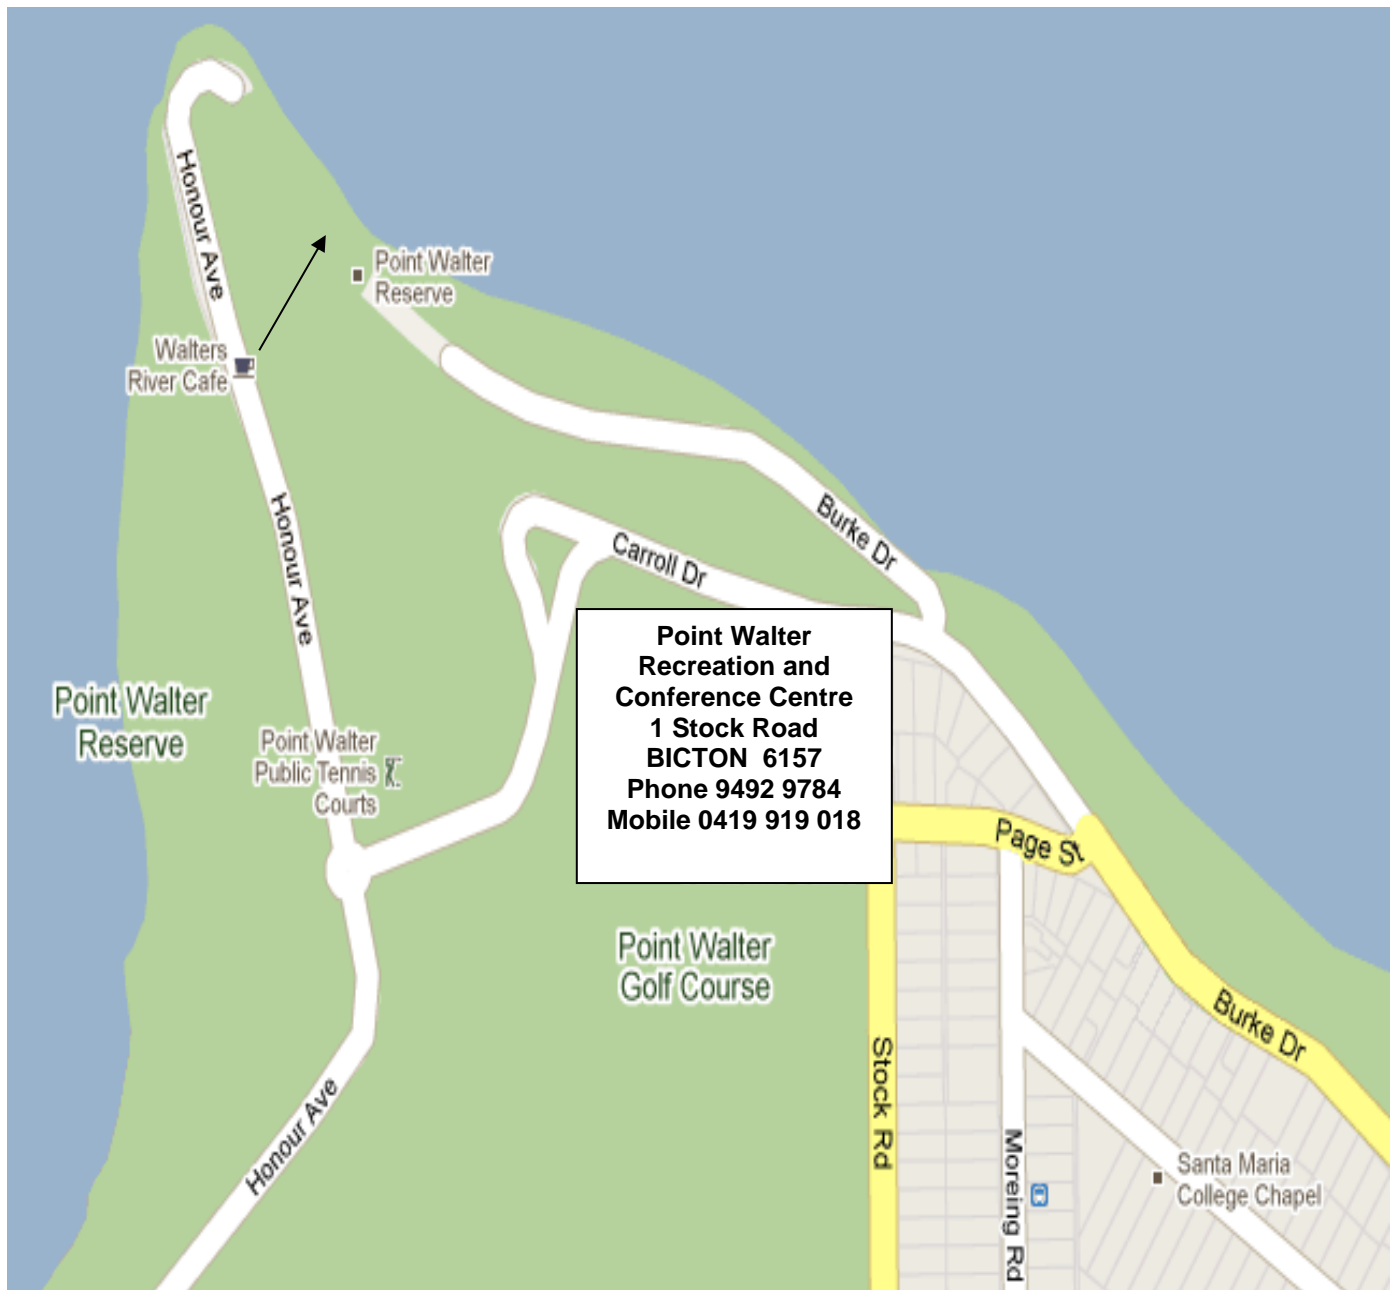 Honour Ave
Point Walter
Reserve
Walters
River Cafe
Burke Dr
Honour Ave
Carroll Dr
Point Walter
Recreation and
Conference Centre
1 Stock Road
BICTON  6157
Phone 9492 9784
Mobile 0419 919 018
Point Walter
Reserve
Point Walter
Public Tennis
Courts
Page St
Point Walter
Golf Course
Burke Dr
Stock Rd
Honour Ave
Moreing Rd
Santa Maria
College Chapel